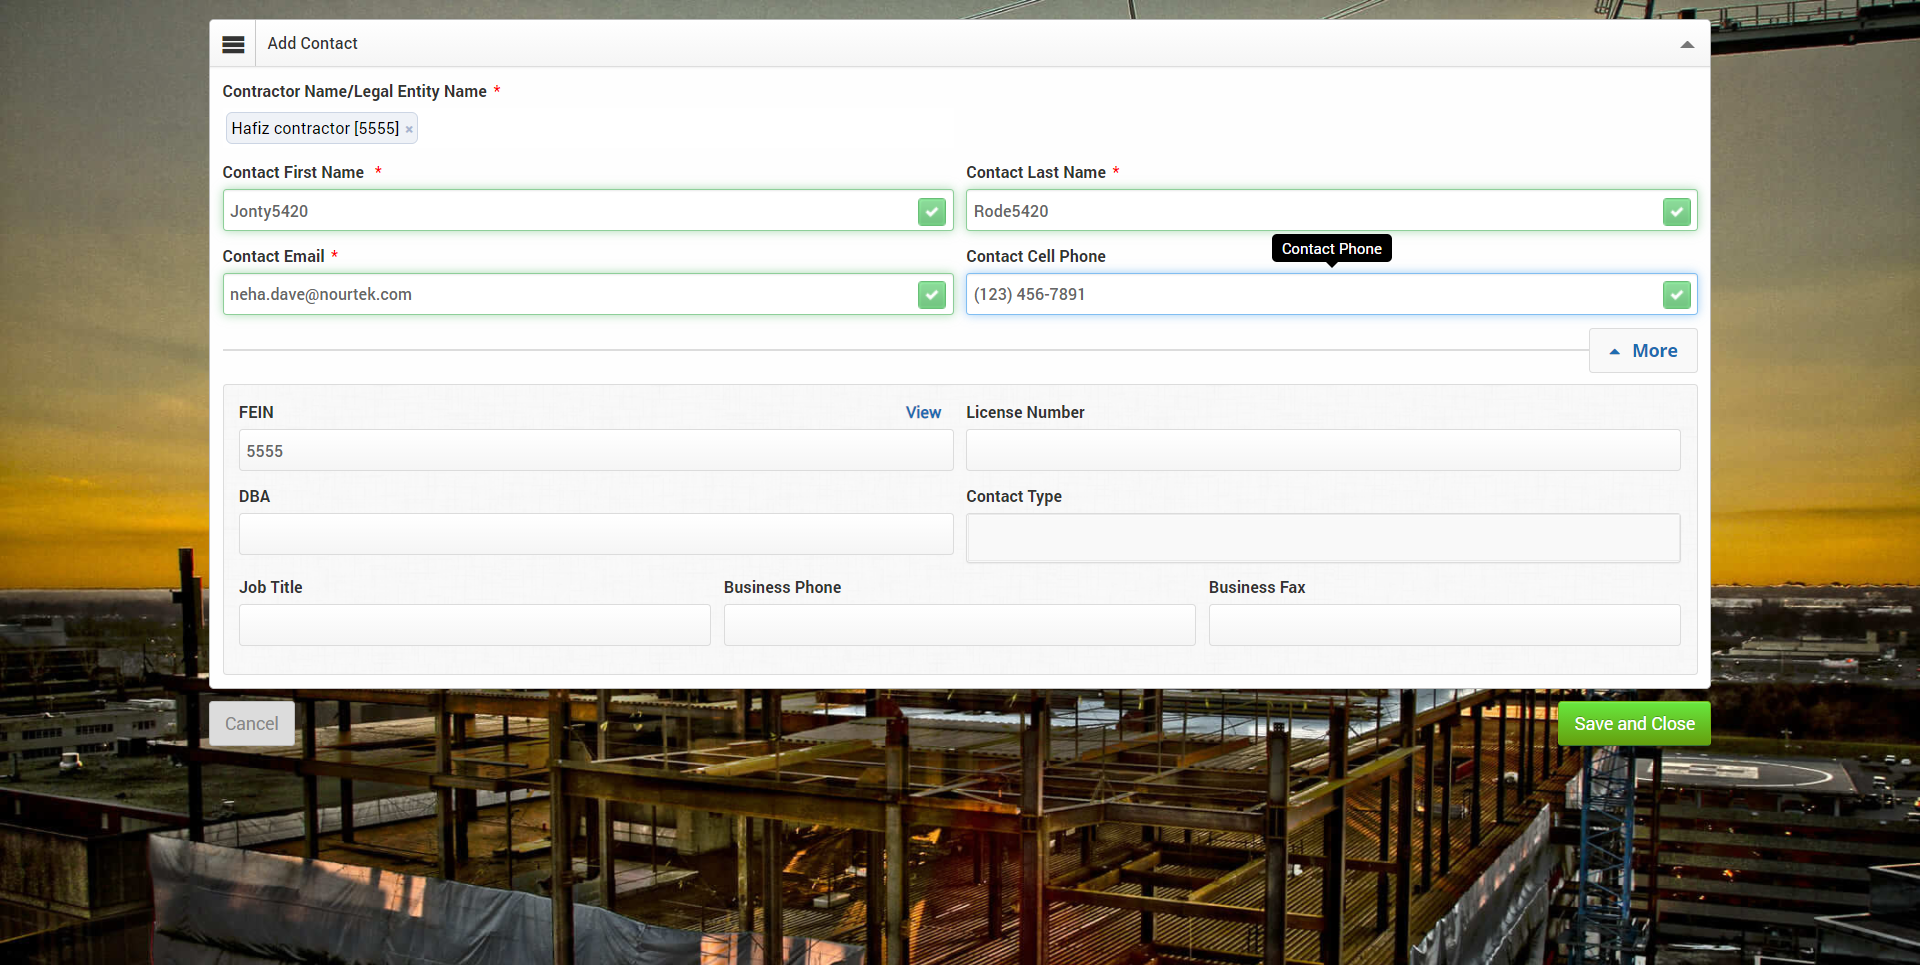 Add Contact
Contractor Name/Legal Entity Name *
Hafiz contractor [5555] ×
Contact First Name *
Contact Last Name *
Jonty5420
Rode5420
Contact Email *
Contact Cell Phone
Contact Phone
neha.dave@nourtek.com
(123) 456-7891
More
FEIN
View
License Number
5555
DBA
Contact Type
Job Title
Business Phone
Business Fax
Cancel
Save and Close